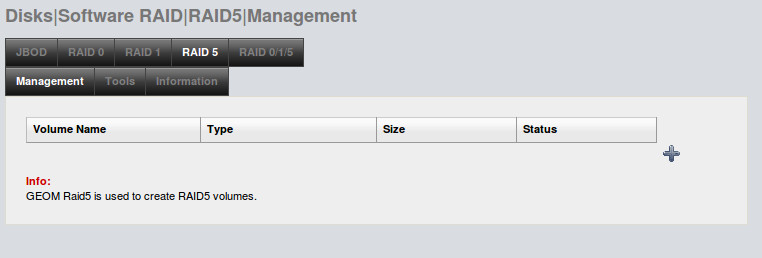 Disks|Software RAID|RAID5|Management
JBOD RAID 0 RAID 1 RAID 5 RAID 0/1/5
Management Tools Information
Volume Name Type Size Status
Info:
GEOM Raid5 is used to create RAID5 volumes.